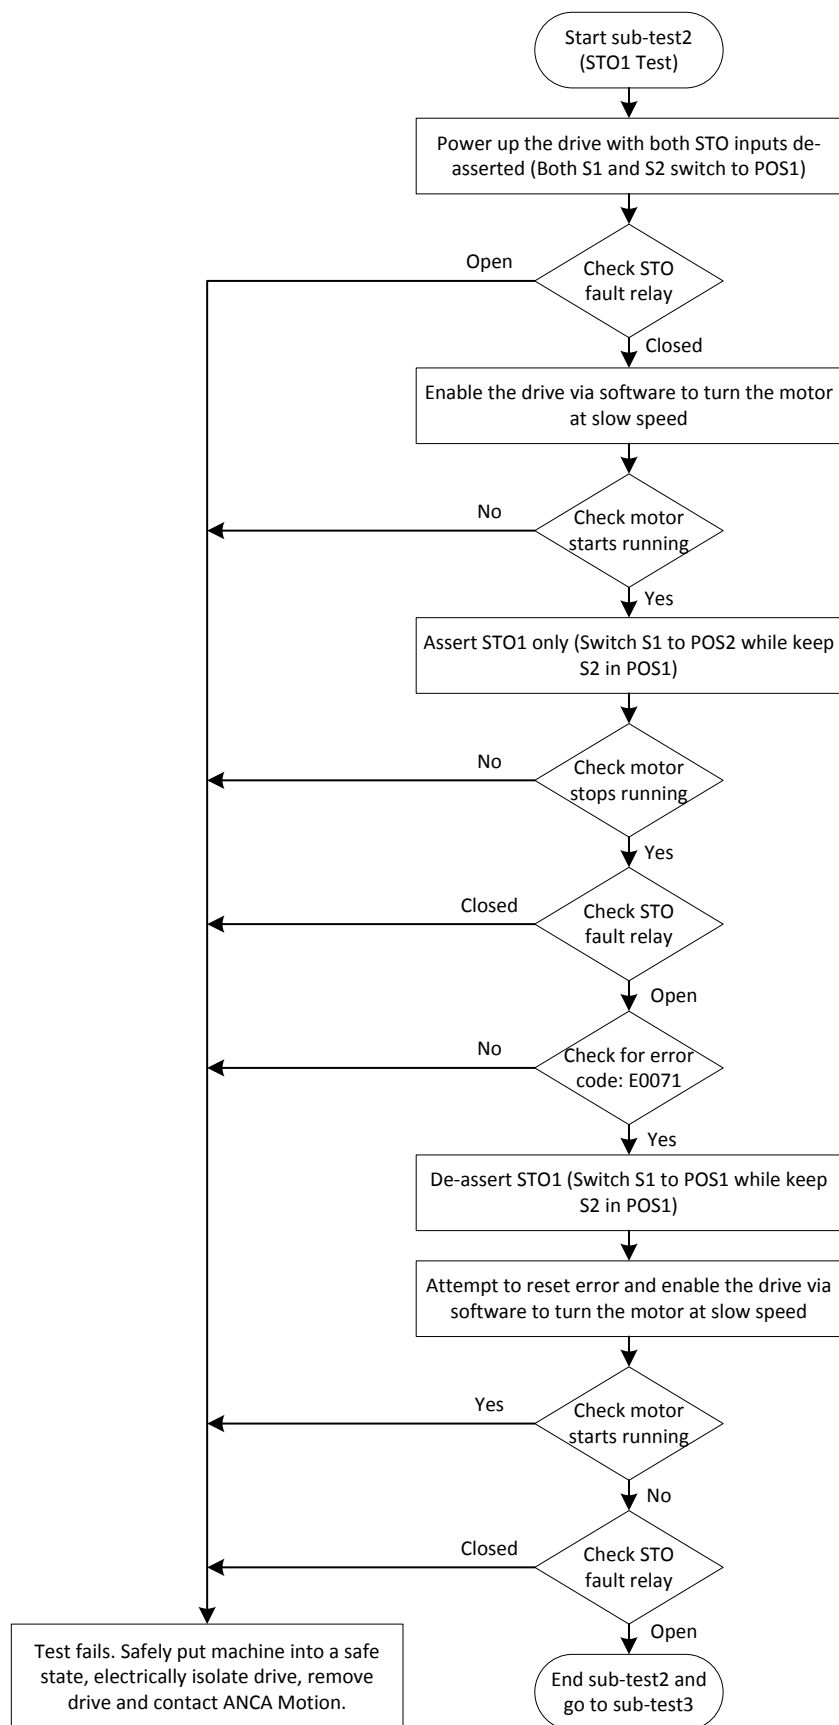 Start sub-test2
(STO1 Test)
Power up the drive with both STO inputs de-
asserted (Both S1 and S2 switch to POS1)
Open
Check STO
fault relay
Closed
Enable the drive via software to turn the motor
at slow speed
No
Check motor
starts running
Yes
Assert STO1 only (Switch S1 to POS2 while keep
S2 in POS1)
No
Check motor
stops running
Yes
Closed
Check STO
fault relay
Open
No
Check for error
code: E0071
Yes
De-assert STO1 (Switch S1 to POS1 while keep
S2 in POS1)
Attempt to reset error and enable the drive via
software to turn the motor at slow speed
Yes
Check motor
starts running
No
Closed
Check STO
fault relay
Open
Test fails. Safely put machine into a safe
state, electrically isolate drive, remove
drive and contact ANCA Motion.
End sub-test2 and
go to sub-test3